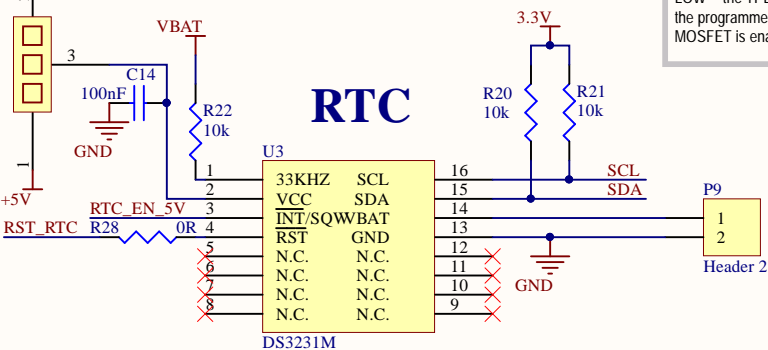 LOW
the programme
MOSFET is ena
3.3V
VBAT
3
C14
100nF
GND
R22
10k
RTC
R20
10k
R21
10k
U3
1
+5V
1 33KHZ SCL 16 SCL
2 VCC SDA 15 SDA
RTC_EN_5V 3 INT/SQW VBAT 14
RST_RTC R28 0R 4 RST GND 13
5 N.C. N.C. 12
6 N.C. N.C. 11
7 N.C. N.C. 10
8 N.C. N.C. 9
DS3231M
GND
P9
1
2
Header 2